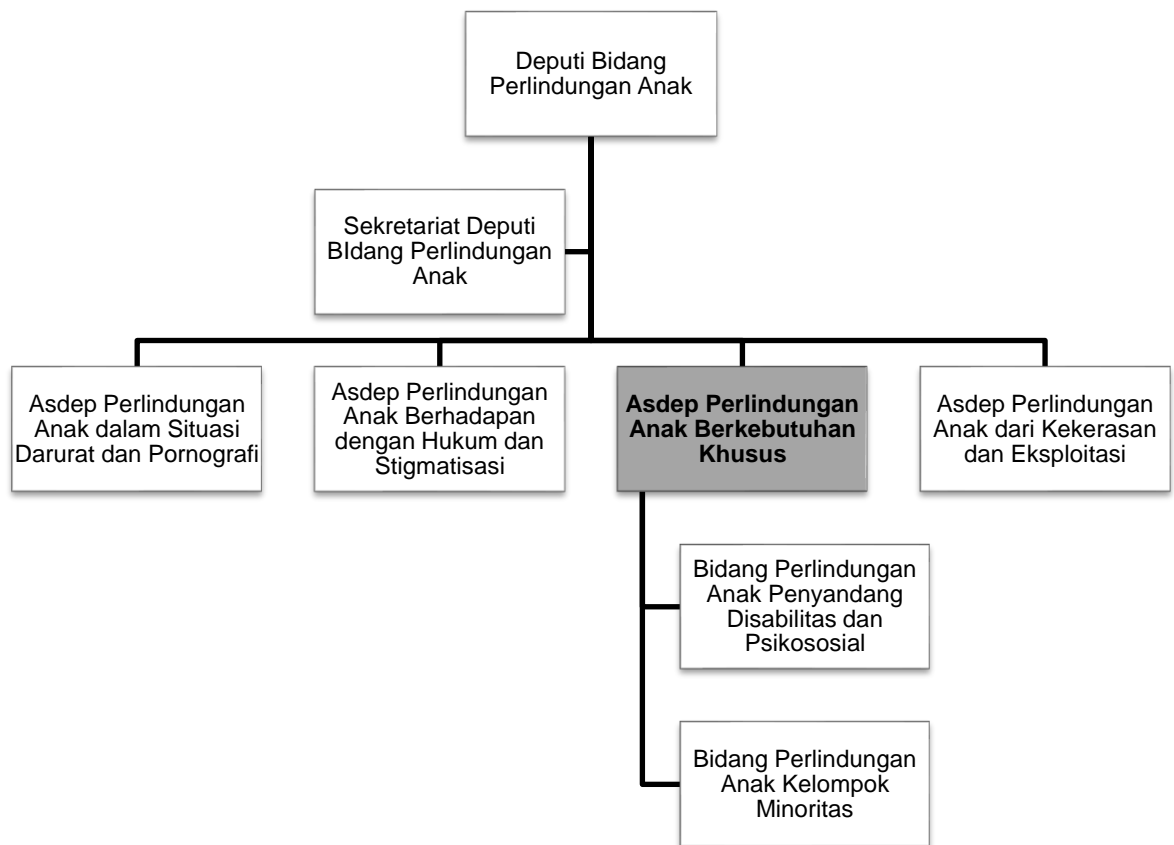 Deputi Bidang
Perlindungan Anak
Sekretariat Deputi
BIdang Perlindungan
Anak
Asdep Perlindungan
Anak dalam Situasi
Darurat dan Pornografi
Asdep Perlindungan
Anak Berhadapan
dengan Hukum dan
Stigmatisasi
Asdep Perlindungan
Anak Berkebutuhan
Khusus
Asdep Perlindungan
Anak dari Kekerasan
dan Eksploitasi
Bidang Perlindungan
Anak Penyandang
Disabilitas dan
Psikososial
Bidang Perlindungan
Anak Kelompok
Minoritas